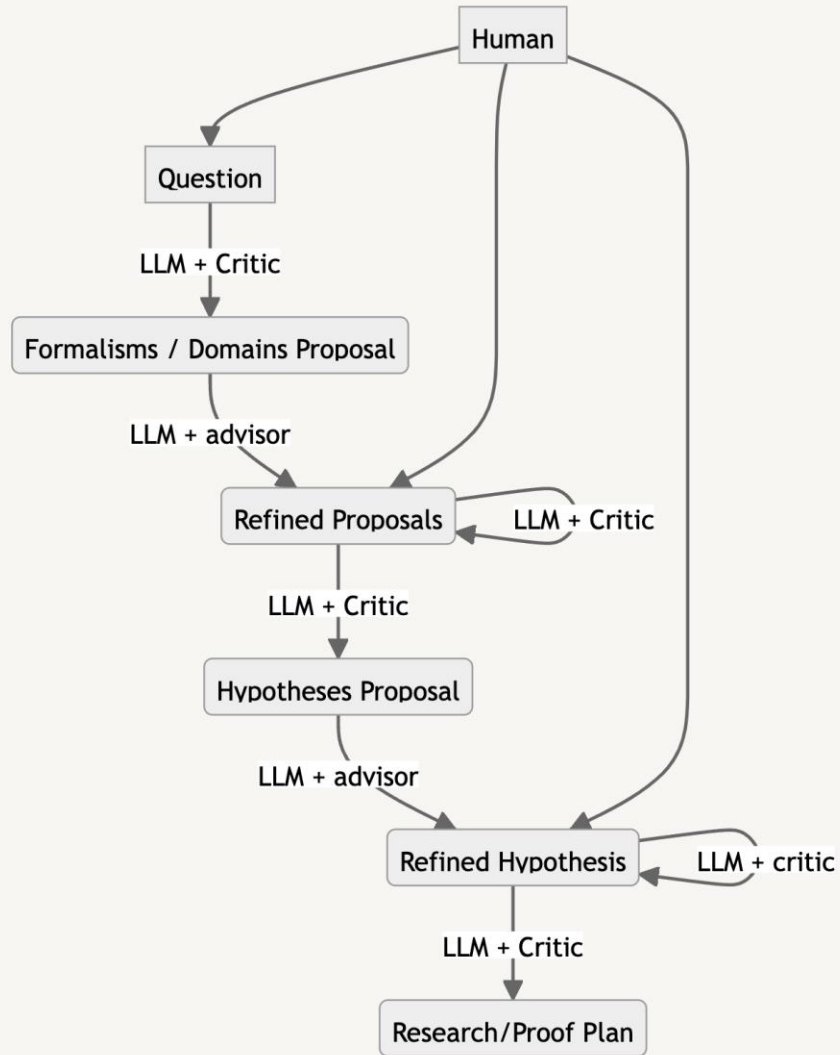 Human
Question
LLM + Critic
Formalisms / Domains Proposal
LLM + advisor
Refined Proposals
LLM + Critic
LLM + Critic
Hypotheses Proposal
LLM + advisor
Refined Hypothesis
LLM + critic
LLM + Critic
Research/Proof Plan